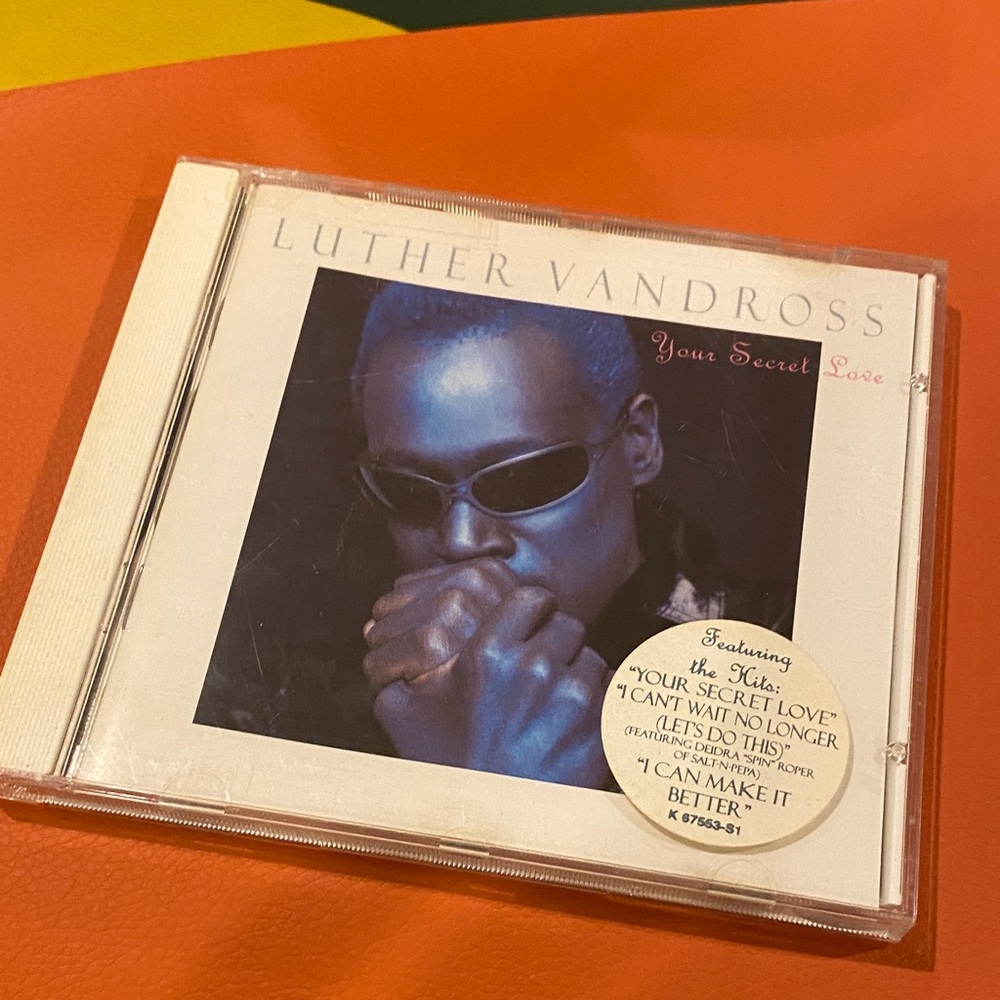 LUTHER VANDROSS
Your Secret Love
Featuring
the Hits:
"YOUR SECRET LOVE"
"I CAN'T WAIT NO LONGER
(LET'S DO THIS)"
(FEATURING DEIDRA "SPIN" ROPER
OF SALT-N-PEPA)
"I CAN MAKE IT
BETTER"
K 67553-S1